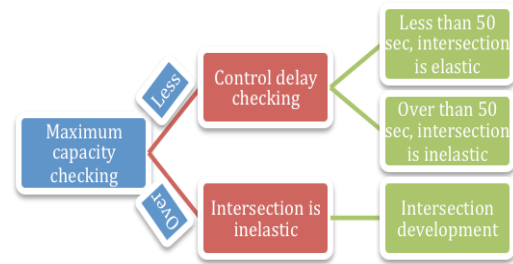 Maximum
capacity
checking
Less
Over
Control delay
checking
Intersection is
inelastic
Less than 50
sec, intersection
is elastic
Over than 50
sec, intersection
is inelastic
Intersection
development